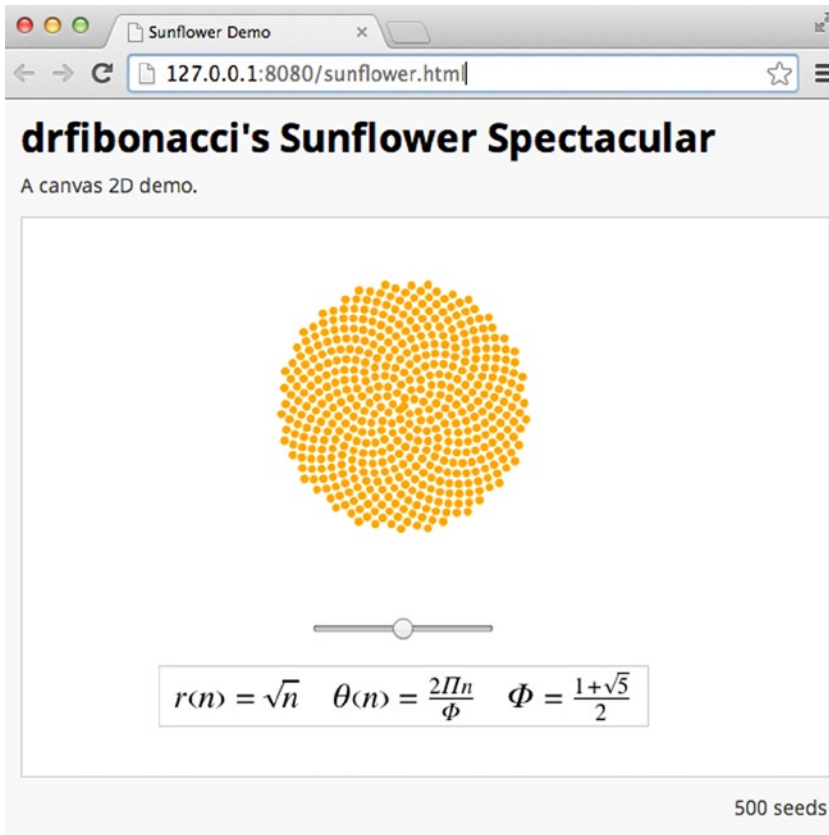 Sunflower Demo
127.0.0.1:8080/sunflower.html
drfibonacci's Sunflower Spectacular
A canvas 2D demo.
r(n) = √n   θ(n) = 2Πn/Φ   Φ = (1+√5)/2
500 seeds